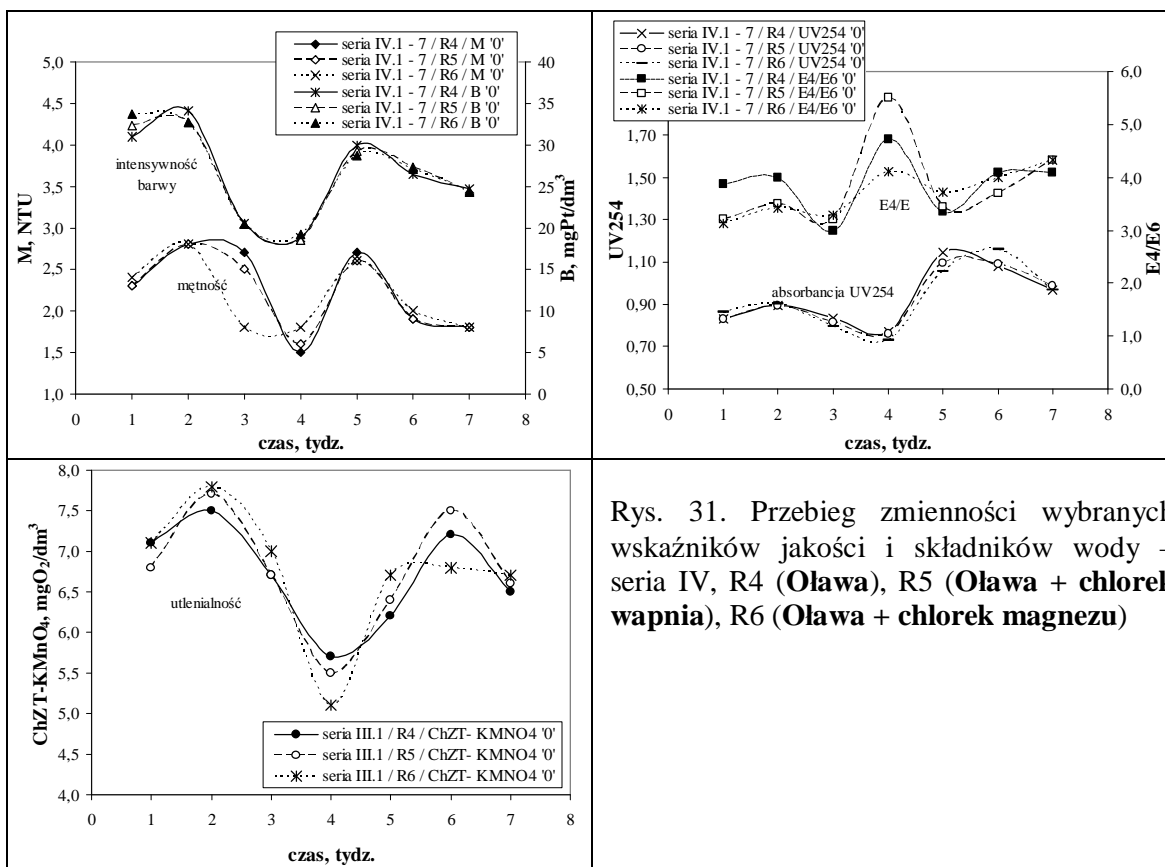 seria IV.1 - 7 / R4 / M '0'
seria IV.1 - 7 / R5 / M '0'
seria IV.1 - 7 / R6 / M '0'
seria IV.1 - 7 / R4 / B '0'
seria IV.1 - 7 / R5 / B '0'
seria IV.1 - 7 / R6 / B '0'
5,0
4,5
4,0
3,5
3,0
2,5
2,0
1,5
1,0
M, NTU
40
35
30
25
20
15
10
5
0
B, mgPt/dm³
intensywność
barwy
mętność
0 1 2 3 4 5 6 7 8
czas, tydz.
seria IV.1 - 7 / R4 / UV254 '0'
seria IV.1 - 7 / R5 / UV254 '0'
seria IV.1 - 7 / R6 / UV254 '0'
seria IV.1 - 7 / R4 / E4/E6 '0'
seria IV.1 - 7 / R5 / E4/E6 '0'
seria IV.1 - 7 / R6 / E4/E6 '0'
1,70
1,50
1,30
1,10
0,90
0,70
0,50
UV254
6,0
5,0
4,0
3,0
2,0
1,0
0,0
E4/E6
E4/E
absorbancja UV254
0 1 2 3 4 5 6 7 8
czas, tydz.
8,0
7,5
7,0
6,5
6,0
5,5
5,0
4,5
4,0
ChZT-KMnO₄, mgO₂/dm³
utlenialność
seria III.1 / R4 / ChZT- KMNO4 '0'
seria III.1 / R5 / ChZT- KMNO4 '0'
seria III.1 / R6 / ChZT- KMNO4 '0'
0 1 2 3 4 5 6 7 8
czas, tydz.
Rys. 31. Przebieg zmienności wybranych
wskaźników jakości i składników wody –
seria IV, R4 (Oława), R5 (Oława + chlorek
wapnia), R6 (Oława + chlorek magnezu)